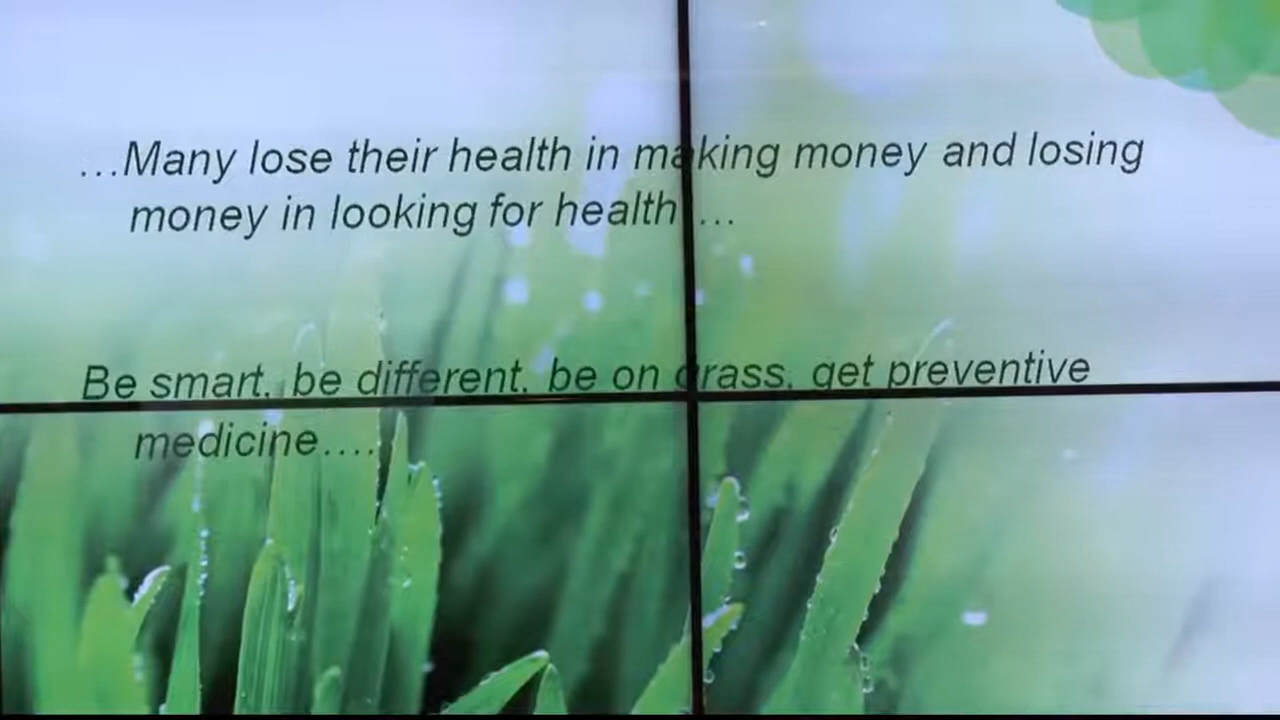 …Many lose their health in making money and losing
money in looking for health …
Be smart, be different, be on grass, get preventive
medicine….